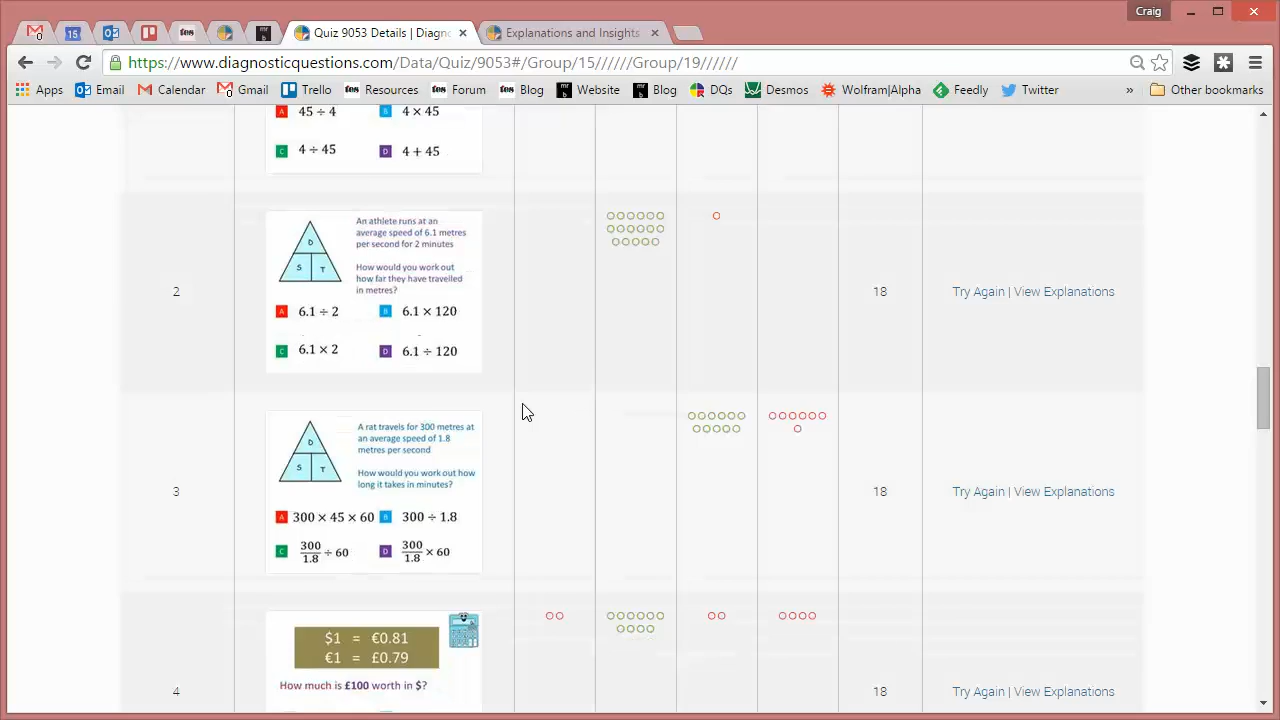 Craig
Quiz 9053 Details | Diagno
Explanations and Insights
https://www.diagnosticquestions.com/Data/Quiz/9053#/Group/15//////Group/19//////
Apps Email Calendar Gmail Trello Resources Forum Blog Website Blog DQs Desmos Wolfram|Alpha Feedly Twitter » Other bookmarks
A 45 ÷ 4 B 4 × 45
C 4 ÷ 45 D 4 + 45
2
D
S T
An athlete runs at an
average speed of 6.1 metres
per second for 2 minutes
How would you work out
how far they have travelled
in metres?
A 6.1 ÷ 2 B 6.1 × 120
C 6.1 × 2 D 6.1 ÷ 120
18
Try Again | View Explanations
3
D
S T
A rat travels for 300 metres at
an average speed of 1.8
metres per second
How would you work out how
long it takes in minutes?
A 300 × 45 × 60 B 300 ÷ 1.8
C 300/1.8 ÷ 60 D 300/1.8 × 60
18
Try Again | View Explanations
4
$1 = €0.81
€1 = £0.79
How much is £100 worth in $?
18
Try Again | View Explanations